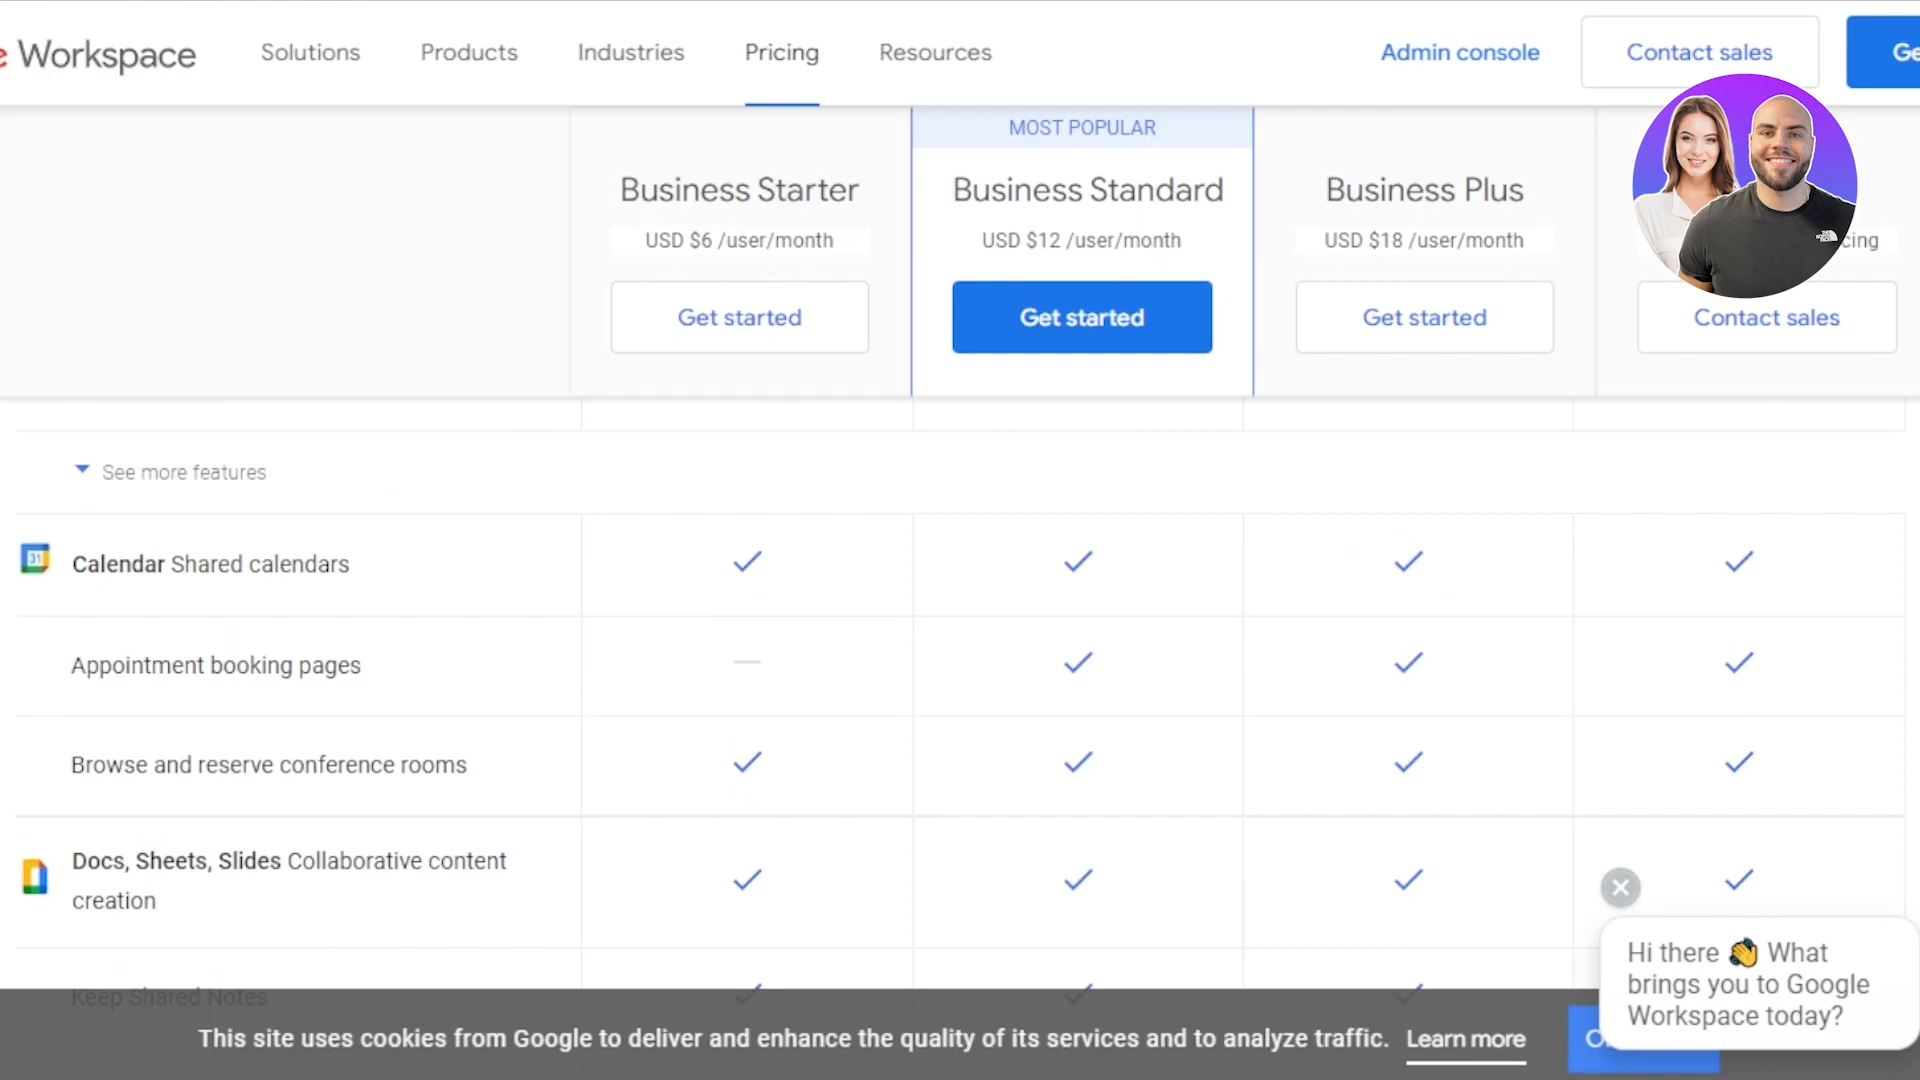 Workspace
Solutions
Products
Industries
Pricing
Resources
Admin console
Contact sales
Ge
MOST POPULAR
Business Starter
Business Standard
Business Plus
USD $6 /user/month
USD $12 /user/month
USD $18 /user/month
cing
Get started
Get started
Get started
Contact sales
See more features
31
Calendar Shared calendars
Appointment booking pages
Browse and reserve conference rooms
Docs, Sheets, Slides Collaborative content
creation
Keep Shared Notes
Hi there 👏 What
brings you to Google
Workspace today?
This site uses cookies from Google to deliver and enhance the quality of its services and to analyze traffic.
Learn more